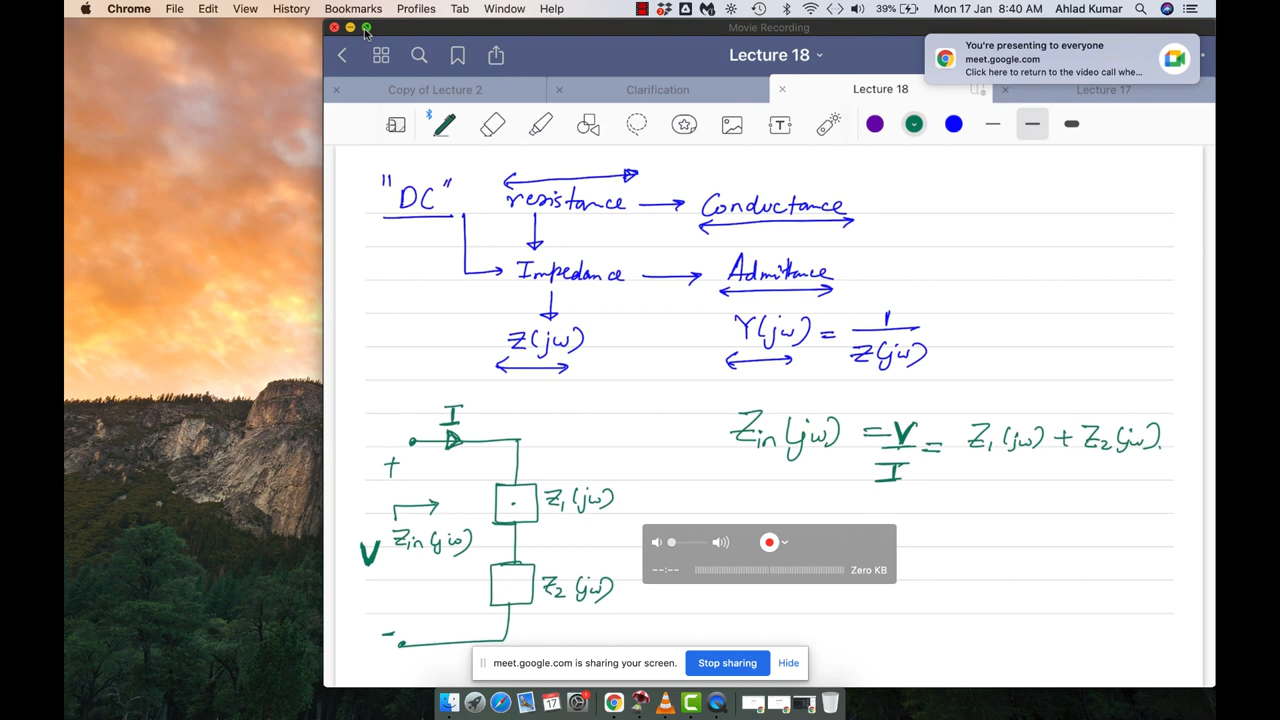 Chrome File Edit View History Bookmarks Profiles Tab Window Help 39% Mon 17 Jan 8:40 AM Ahlad Kumar
Movie Recording
Lecture 18
You're presenting to everyone
meet.google.com
Click here to return to the video call whe...
Copy of Lecture 2 Clarification Lecture 18 Lecture 17
"DC" resistance → Conductance
Impedance → Admittance
Z(jω) Y(jω) = 1/Z(jω)
I
Zin(jω) = V/I = Z1(jω) + Z2(jω).
+
Z1(jω)
Zin(jω)
V
Z2(jω)
-
--:-- Zero KB
meet.google.com is sharing your screen. Stop sharing Hide
17